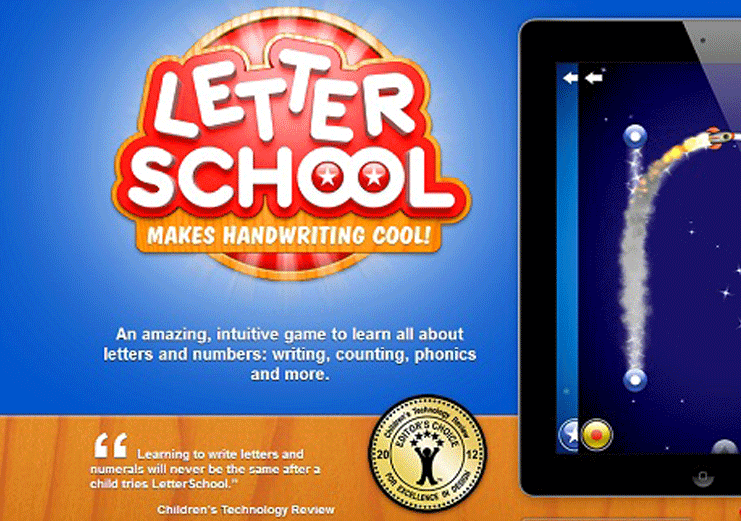 LETTER
SCHOOL
MAKES HANDWRITING COOL!
An amazing, intuitive game to learn all about
letters and numbers: writing, counting, phonics
and more.
“ Learning to write letters and
numerals will never be the same after a
child tries LetterSchool.”
Children's Technology Review
Children's Technology Review
EDITOR'S CHOICE
20 12
FOR EXCELLENCE IN DESIGN